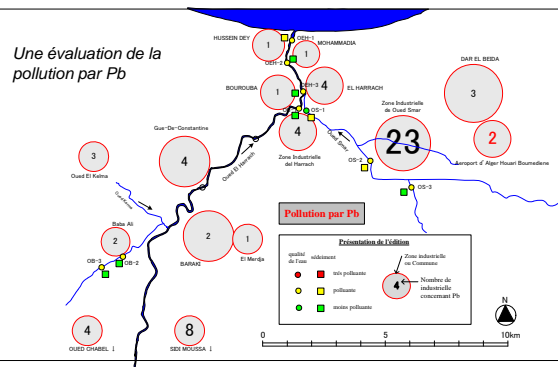 Une évaluation de la
pollution par Pb
HUSSEIN DEY
OEH-1
MOHAMMADIA
1
1
OEH-2
DAR EL BEIDA
3
BOUROUBA
1
OEH-3
4
EL HARRACH
OS-1
Zone Industrielle
de Oued Smar
23
2
Aeroport d' Alger Houari Boumediene
Gue-De-Constantine
4
4
Zone Industrielle
del Harrach
Oued Smar
OS-2
OS-3
3
Oued El Kelma
Oued El Harrach
Baba Ali
2
OB-3
OB-2
2
BARAKI
1
El Merdja
4
OUED CHABEL ↓
8
SIDI MOUSSA ↓
Pollution par Pb
Présentation de l'édition
qualité
de l'eau
sédeiment
très polluante
polluante
moins polluante
Zone industrielle
ou Commune
4
Nombre de
industrielle
concernant Pb
N
0
5
10km